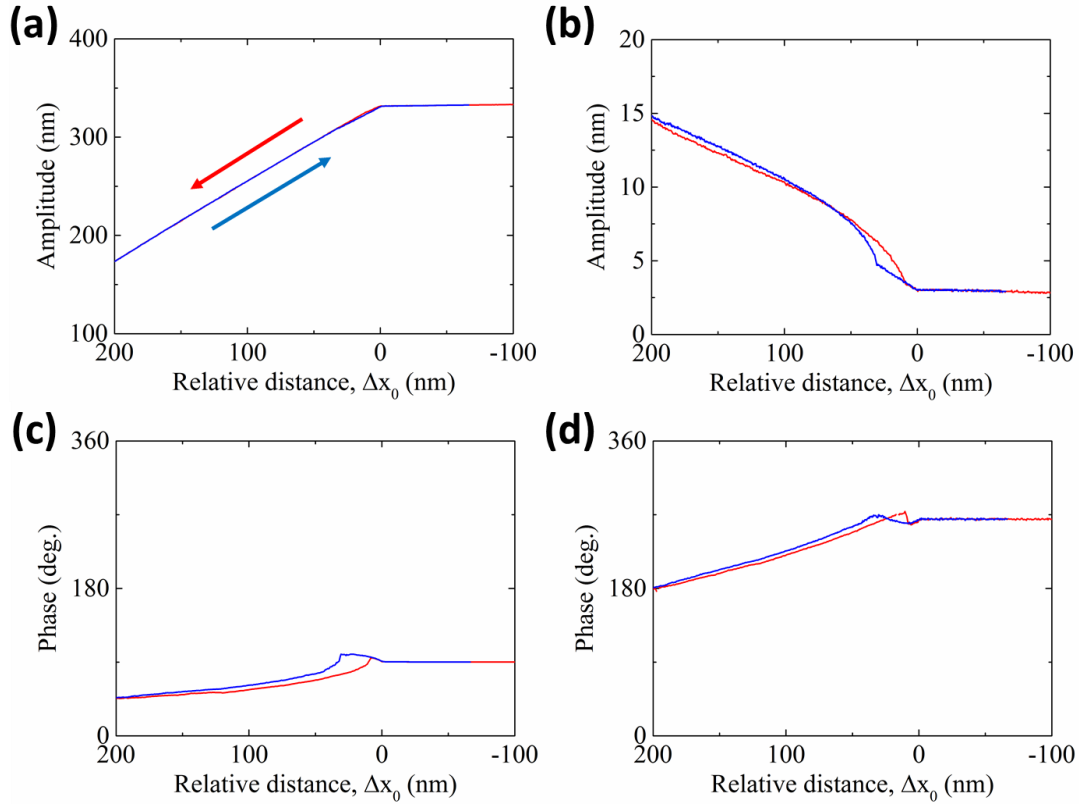 (a)
400
300
200
100
Amplitude (nm)
200
100
0
-100
Relative distance, Δx₀ (nm)
(b)
20
15
10
5
0
Amplitude (nm)
200
100
0
-100
Relative distance, Δx₀ (nm)
(c)
360
180
0
Phase (deg.)
200
100
0
-100
Relative distance, Δx₀ (nm)
(d)
360
180
0
Phase (deg.)
200
100
0
-100
Relative distance, Δx₀ (nm)